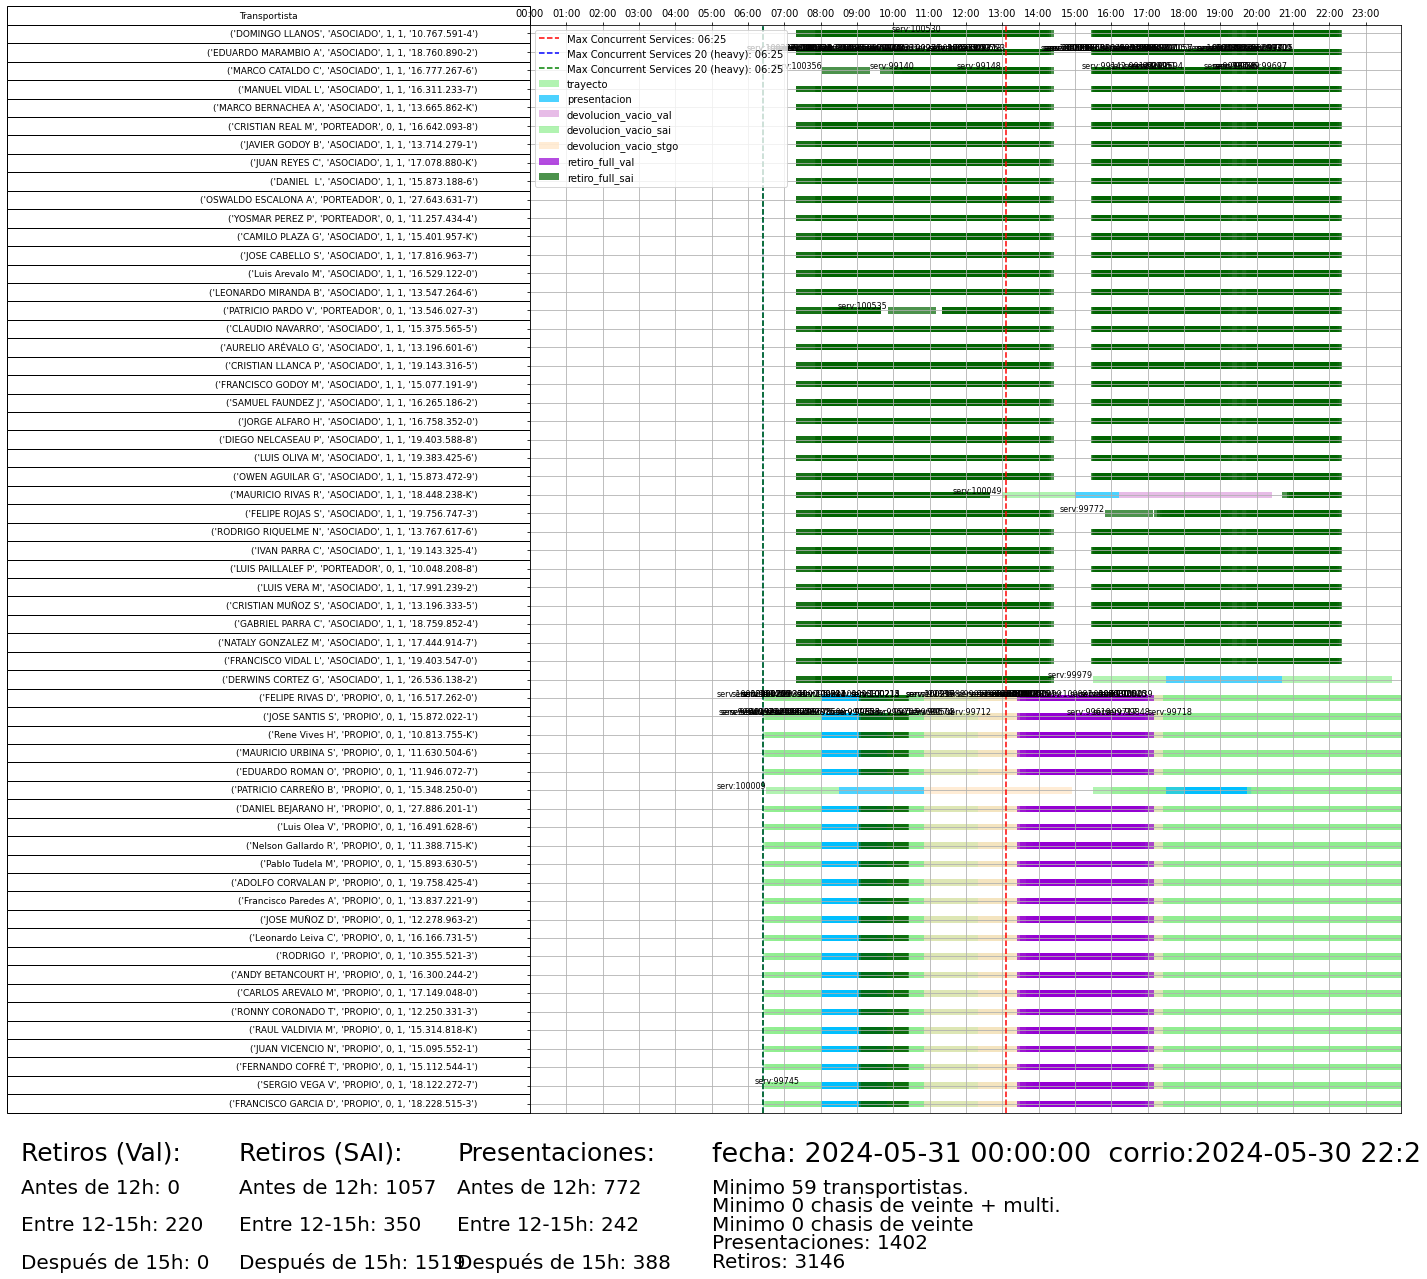 Transportista
00:00 01:00 02:00 03:00 04:00 05:00 06:00 07:00 08:00 09:00 10:00 11:00 12:00 13:00 14:00 15:00 16:00 17:00 18:00 19:00 20:00 21:00 22:00 23:00
Max Concurrent Services: 06:25
Max Concurrent Services 20 (heavy): 06:25
Max Concurrent Services 20 (heavy): 06:25
trayecto
presentacion
devolucion_vacio_val
devolucion_vacio_sai
devolucion_vacio_stgo
retiro_full_val
retiro_full_sai
('DOMINGO LLANOS', 'ASOCIADO', 1, 1, '10.767.591-4') serv:100530
('EDUARDO MARAMBIO A', 'ASOCIADO', 1, 1, '18.760.890-2')
('MARCO CATALDO C', 'ASOCIADO', 1, 1, '16.777.267-6') serv:99140 serv:99148
('MANUEL VIDAL L', 'ASOCIADO', 1, 1, '16.311.233-7')
('MARCO BERNACHEA A', 'ASOCIADO', 1, 1, '13.665.862-K')
('CRISTIAN REAL M', 'PORTEADOR', 0, 1, '16.642.093-8')
('JAVIER GODOY B', 'ASOCIADO', 1, 1, '13.714.279-1')
('JUAN REYES C', 'ASOCIADO', 1, 1, '17.078.880-K')
('DANIEL  L', 'ASOCIADO', 1, 1, '15.873.188-6')
('OSWALDO ESCALONA A', 'PORTEADOR', 0, 1, '27.643.631-7')
('YOSMAR PEREZ P', 'PORTEADOR', 0, 1, '11.257.434-4')
('CAMILO PLAZA G', 'ASOCIADO', 1, 1, '15.401.957-K')
('JOSE CABELLO S', 'ASOCIADO', 1, 1, '17.816.963-7')
('Luis Arevalo M', 'ASOCIADO', 1, 1, '16.529.122-0')
('LEONARDO MIRANDA B', 'ASOCIADO', 1, 1, '13.547.264-6')
('PATRICIO PARDO V', 'PORTEADOR', 0, 1, '13.546.027-3') serv:100535
('CLAUDIO NAVARRO', 'ASOCIADO', 1, 1, '15.375.565-5')
('AURELIO ARÉVALO G', 'ASOCIADO', 1, 1, '13.196.601-6')
('CRISTIAN LLANCA P', 'ASOCIADO', 1, 1, '19.143.316-5')
('FRANCISCO GODOY M', 'ASOCIADO', 1, 1, '15.077.191-9')
('SAMUEL FAUNDEZ J', 'ASOCIADO', 1, 1, '16.265.186-2')
('JORGE ALFARO H', 'ASOCIADO', 1, 1, '16.758.352-0')
('DIEGO NELCASEAU P', 'ASOCIADO', 1, 1, '19.403.588-8')
('LUIS OLIVA M', 'ASOCIADO', 1, 1, '19.383.425-6')
('OWEN AGUILAR G', 'ASOCIADO', 1, 1, '15.873.472-9')
('MAURICIO RIVAS R', 'ASOCIADO', 1, 1, '18.448.238-K') serv:100049
('FELIPE ROJAS S', 'ASOCIADO', 1, 1, '19.756.747-3') serv:99772
('RODRIGO RIQUELME N', 'ASOCIADO', 1, 1, '13.767.617-6')
('IVAN PARRA C', 'ASOCIADO', 1, 1, '19.143.325-4')
('LUIS PAILLALEF P', 'PORTEADOR', 0, 1, '10.048.208-8')
('LUIS VERA M', 'ASOCIADO', 1, 1, '17.991.239-2')
('CRISTIAN MUÑOZ S', 'ASOCIADO', 1, 1, '13.196.333-5')
('GABRIEL PARRA C', 'ASOCIADO', 1, 1, '18.759.852-4')
('NATALY GONZALEZ M', 'ASOCIADO', 1, 1, '17.444.914-7')
('FRANCISCO VIDAL L', 'ASOCIADO', 1, 1, '19.403.547-0')
('DERWINS CORTEZ G', 'ASOCIADO', 1, 1, '26.536.138-2') serv:99979
('FELIPE RIVAS D', 'PROPIO', 0, 1, '16.517.262-0')
('JOSE SANTIS S', 'PROPIO', 0, 1, '15.872.022-1') serv:99712 serv:99718
('Rene Vives H', 'PROPIO', 0, 1, '10.813.755-K')
('MAURICIO URBINA S', 'PROPIO', 0, 1, '11.630.504-6')
('EDUARDO ROMAN O', 'PROPIO', 0, 1, '11.946.072-7')
('PATRICIO CARREÑO B', 'PROPIO', 0, 1, '15.348.250-0') serv:100009
('DANIEL BEJARANO H', 'PROPIO', 0, 1, '27.886.201-1')
('Luis Olea V', 'PROPIO', 0, 1, '16.491.628-6')
('Nelson Gallardo R', 'PROPIO', 0, 1, '11.388.715-K')
('Pablo Tudela M', 'PROPIO', 0, 1, '15.893.630-5')
('ADOLFO CORVALAN P', 'PROPIO', 0, 1, '19.758.425-4')
('Francisco Paredes A', 'PROPIO', 0, 1, '13.837.221-9')
('JOSE MUÑOZ D', 'PROPIO', 0, 1, '12.278.963-2')
('Leonardo Leiva C', 'PROPIO', 0, 1, '16.166.731-5')
('RODRIGO  I', 'PROPIO', 0, 1, '10.355.521-3')
('ANDY BETANCOURT H', 'PROPIO', 0, 1, '16.300.244-2')
('CARLOS AREVALO M', 'PROPIO', 0, 1, '17.149.048-0')
('RONNY CORONADO T', 'PROPIO', 0, 1, '12.250.331-3')
('RAUL VALDIVIA M', 'PROPIO', 0, 1, '15.314.818-K')
('JUAN VICENCIO N', 'PROPIO', 0, 1, '15.095.552-1')
('FERNANDO COFRÉ T', 'PROPIO', 0, 1, '15.112.544-1')
('SERGIO VEGA V', 'PROPIO', 0, 1, '18.122.272-7') serv:99745
('FRANCISCO GARCIA D', 'PROPIO', 0, 1, '18.228.515-3')
Retiros (Val):
Antes de 12h: 0
Entre 12-15h: 220
Después de 15h: 0
Retiros (SAI):
Antes de 12h: 1057
Entre 12-15h: 350
Después de 15h: 1519
Presentaciones:
Antes de 12h: 772
Entre 12-15h: 242
Después de 15h: 388
fecha: 2024-05-31 00:00:00  corrio:2024-05-30 22:2
Minimo 59 transportistas.
Minimo 0 chasis de veinte + multi.
Minimo 0 chasis de veinte
Presentaciones: 1402
Retiros: 3146